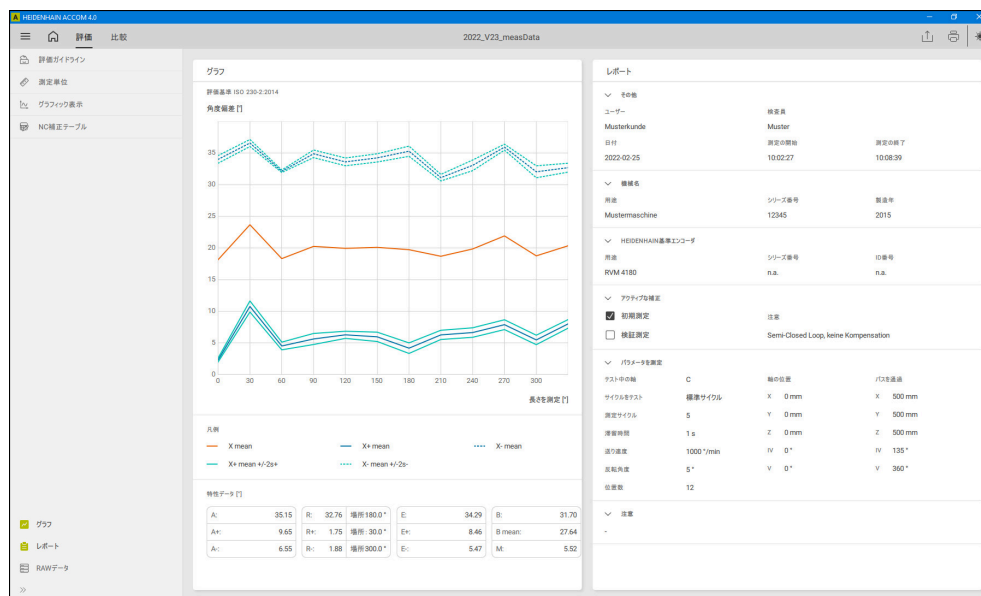 HEIDENHAIN ACCOM 4.0
評価 比較 2022_V23_measData
評価ガイドライン
測定単位
グラフィック表示
NC補正テーブル
グラフ
レポート
RAWデータ
グラフ
評価基準 ISO 230-2:2014
角度偏差 ["]
35
30
25
20
15
10
5
0
0 30 60 90 120 150 180 210 240 270 300
長さを測定 [°]
凡例
X mean X+ mean X- mean
X+ mean +/-2s+ X- mean +/-2s-
特性データ ["]
A: 35.15 R: 32.76 場所:180.0 ° E: 34.29 B: 31.70
A+: 9.65 R+: 1.75 場所: 30.0 ° E+: 8.46 B mean: 27.64
A-: 6.55 R-: 1.88 場所:300.0 ° E-: 5.47 M: 5.52
レポート
その他
ユーザー 検査員
Musterkunde Muster
日付 測定の開始 測定の終了
2022-02-25 10:02:27 10:08:39
機械名
用途 シリーズ番号 製造年
Mustermaschine 12345 2015
HEIDENHAIN基準エンコーダ
用途 シリーズ番号 ID番号
RVM 4180 n.a. n.a.
アクティブな補正
初期測定 注意
検証測定 Semi-Closed Loop, keine Kompensation
パラメータを測定
テスト中の軸 C 軸の位置 パスを通過
サイクルをテスト 標準サイクル X 0 mm X 500 mm
測定サイクル 5 Y 0 mm Y 500 mm
滞留時間 1 s Z 0 mm Z 500 mm
送り速度 1000 °/min IV 0 ° IV 135 °
反転角度 5 ° V 0 ° V 360 °
位置数 12
注意
-